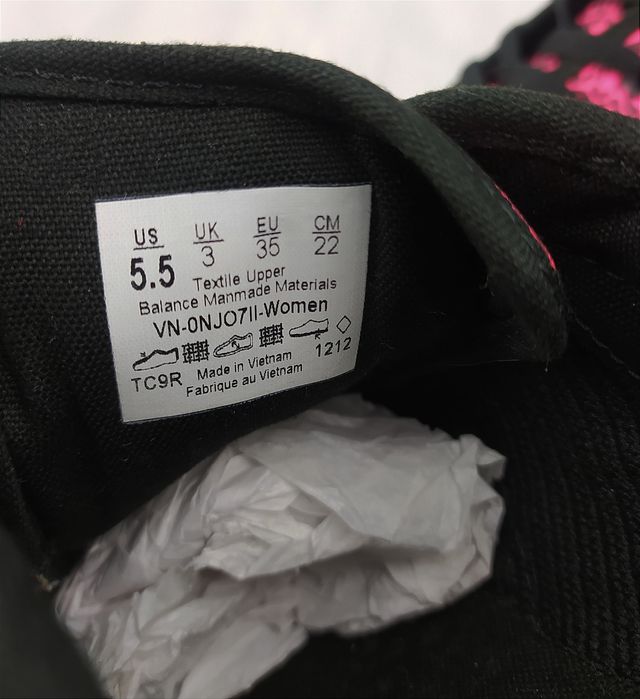 US UK EU CM
5.5 3 35 22
Textile Upper
Balance Manmade Materials
VN-0NJO7II-Women
TC9R Made in Vietnam 1212
Fabrique au Vietnam